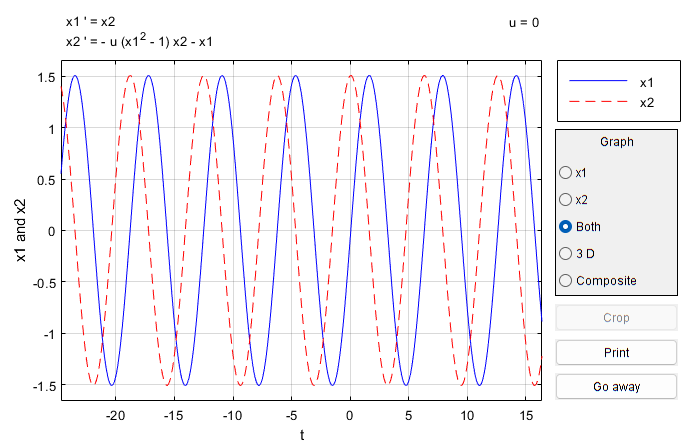 x1 ' = x2
u = 0
x2 ' = - u (x1² - 1) x2 - x1
1.5
1
0.5
0
-0.5
-1
-1.5
x1 and x2
-20
-15
-10
-5
0
5
10
15
t
x1
x2
Graph
x1
x2
Both
3 D
Composite
Crop
Print
Go away